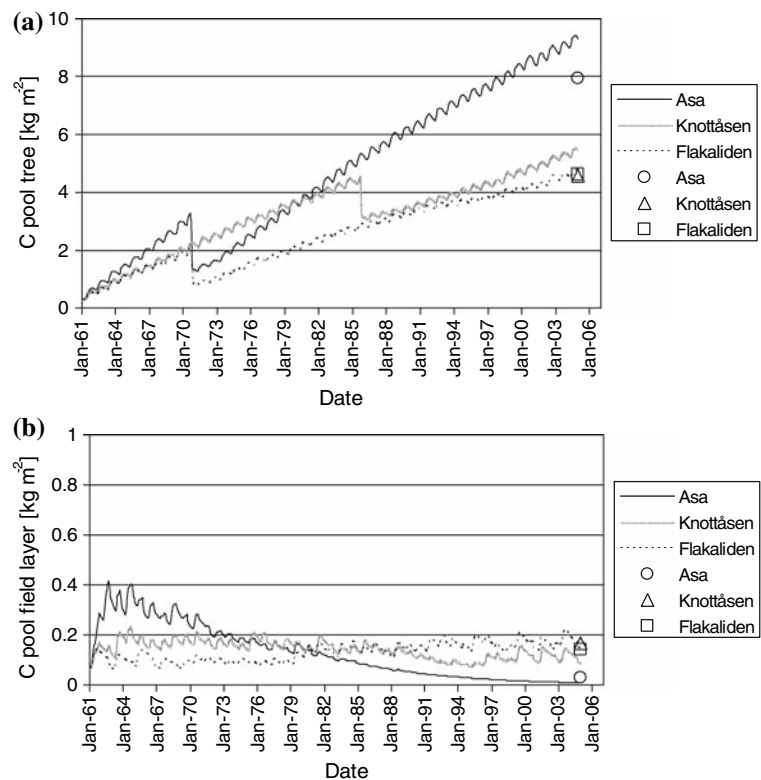 (a)
C pool tree [kg m⁻²]
10
8
6
4
2
0
Jan-61
Jan-64
Jan-67
Jan-70
Jan-73
Jan-76
Jan-79
Jan-82
Jan-85
Jan-88
Jan-91
Jan-94
Jan-97
Jan-00
Jan-03
Jan-06
Date
Asa
Knottåsen
Flakaliden
Asa
Knottåsen
Flakaliden
(b)
C pool field layer [kg m⁻²]
1
0.8
0.6
0.4
0.2
0
Jan-61
Jan-64
Jan-67
Jan-70
Jan-73
Jan-76
Jan-79
Jan-82
Jan-85
Jan-88
Jan-91
Jan-94
Jan-97
Jan-00
Jan-03
Jan-06
Date
Asa
Knottåsen
Flakaliden
Asa
Knottåsen
Flakaliden